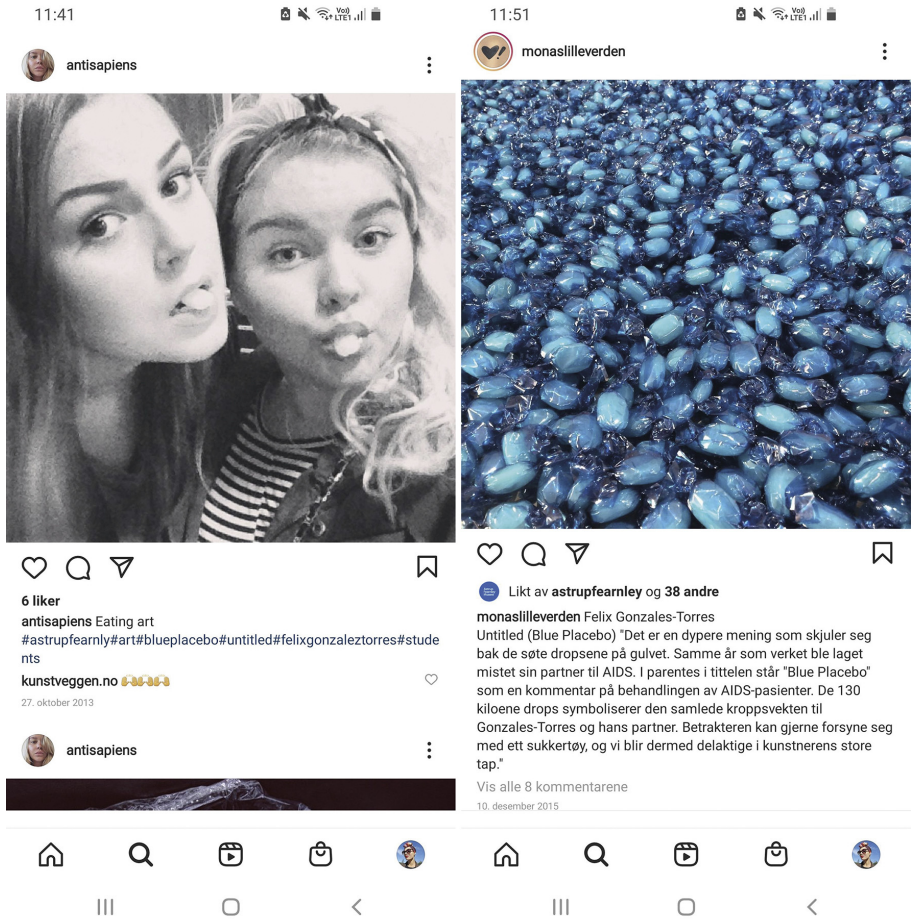 11:41
Vo))
LTE1
antisapiens
6 liker
antisapiens Eating art
#astrupfearnly#art#blueplacebo#untitled#felixgonzaleztorres#stude
nts
kunstveggen.no 🙌🙌🙌
27. oktober 2013
antisapiens
11:51
Vo))
LTE1
monaslilleverden
Likt av astrupfearnley og 38 andre
monaslilleverden Felix Gonzales-Torres
Untitled (Blue Placebo) "Det er en dypere mening som skjuler seg
bak de søte dropsene på gulvet. Samme år som verket ble laget
mistet sin partner til AIDS. I parentes i tittelen står "Blue Placebo"
som en kommentar på behandlingen av AIDS-pasienter. De 130
kiloene drops symboliserer den samlede kroppsvekten til
Gonzales-Torres og hans partner. Betrakteren kan gjerne forsyne seg
med ett sukkertøy, og vi blir dermed delaktige i kunstnerens store
tap."
Vis alle 8 kommentarene
10. desember 2015